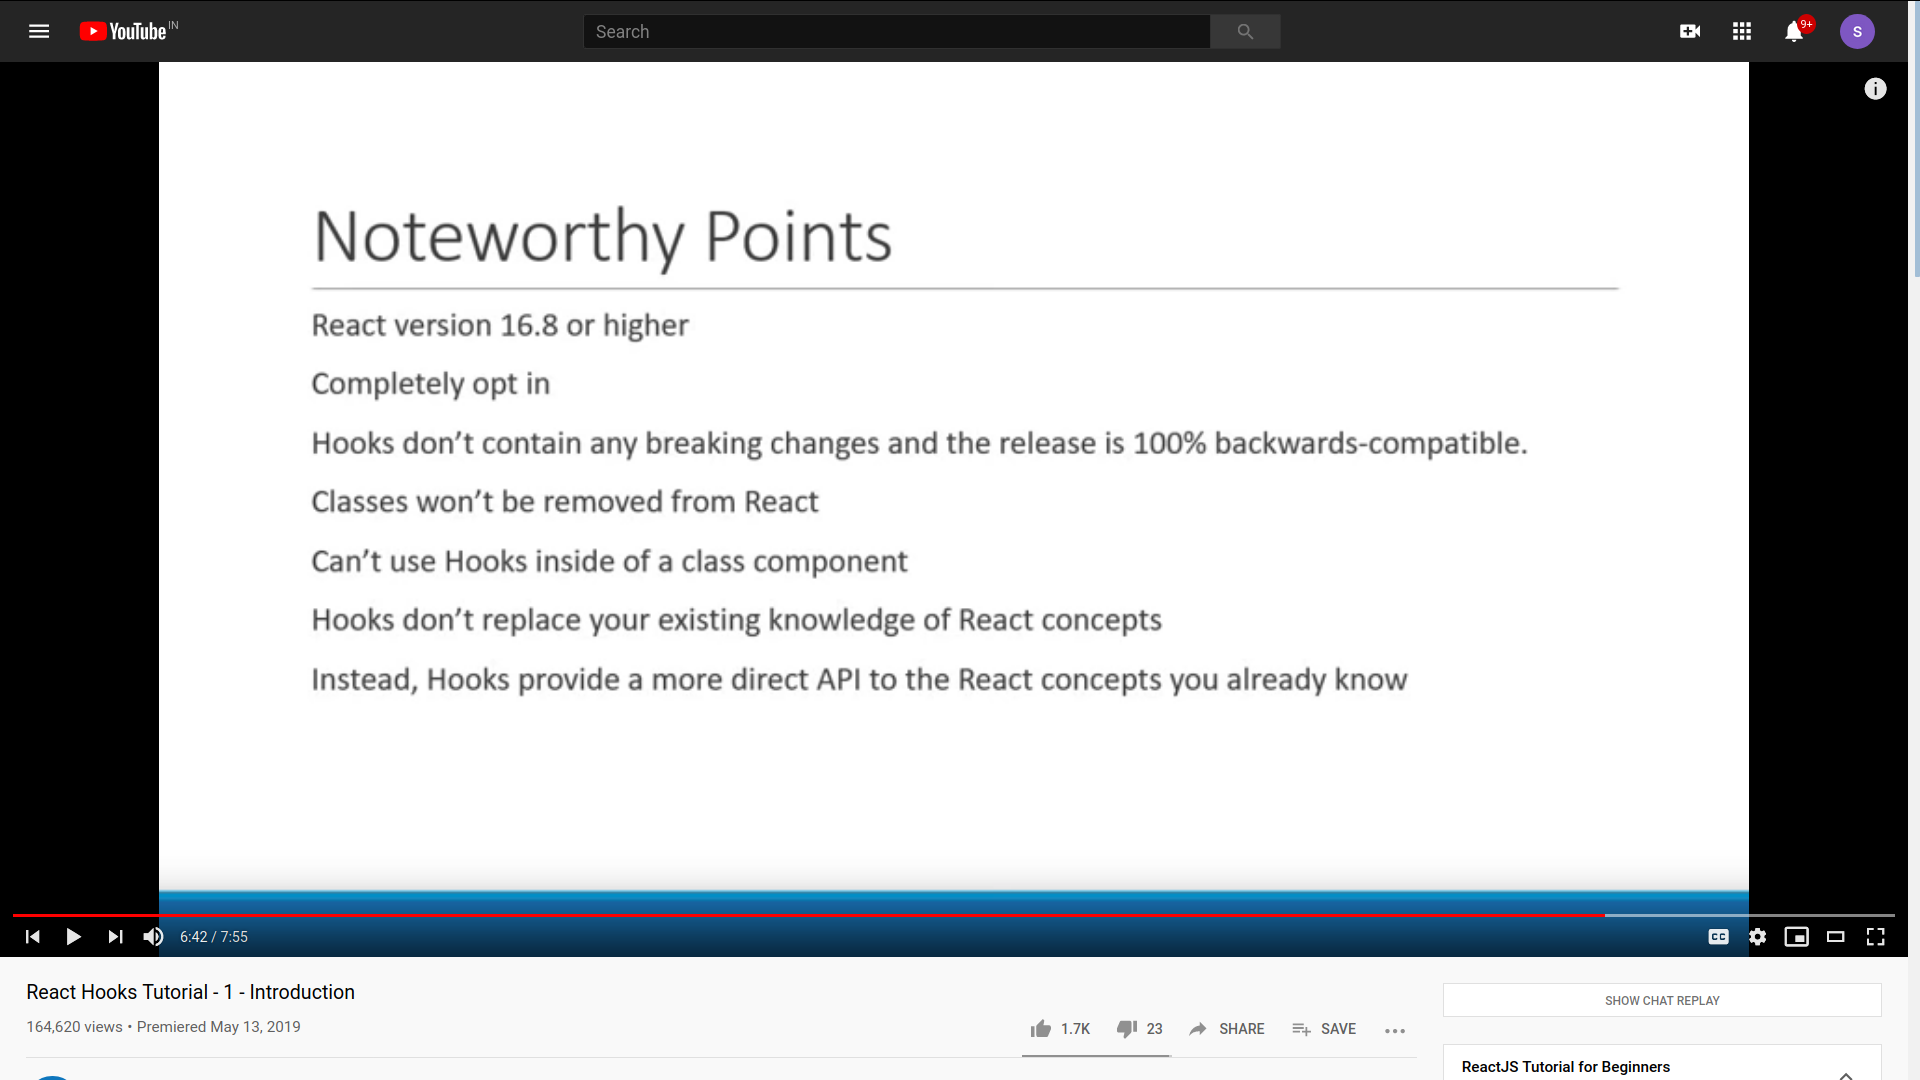 YouTube IN
Search
9+
S
Noteworthy Points
React version 16.8 or higher
Completely opt in
Hooks don’t contain any breaking changes and the release is 100% backwards-compatible.
Classes won’t be removed from React
Can’t use Hooks inside of a class component
Hooks don’t replace your existing knowledge of React concepts
Instead, Hooks provide a more direct API to the React concepts you already know
6:42 / 7:55
CC
React Hooks Tutorial - 1 - Introduction
164,620 views • Premiered May 13, 2019
1.7K 23 SHARE SAVE
SHOW CHAT REPLAY
ReactJS Tutorial for Beginners